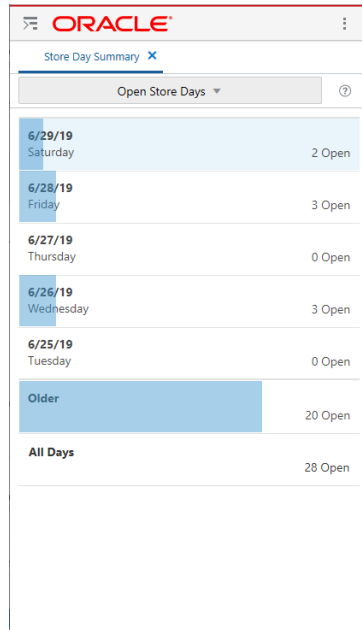 ORACLE
Store Day Summary
Open Store Days
6/29/19
Saturday
2 Open
6/28/19
Friday
3 Open
6/27/19
Thursday
0 Open
6/26/19
Wednesday
3 Open
6/25/19
Tuesday
0 Open
Older
20 Open
All Days
28 Open